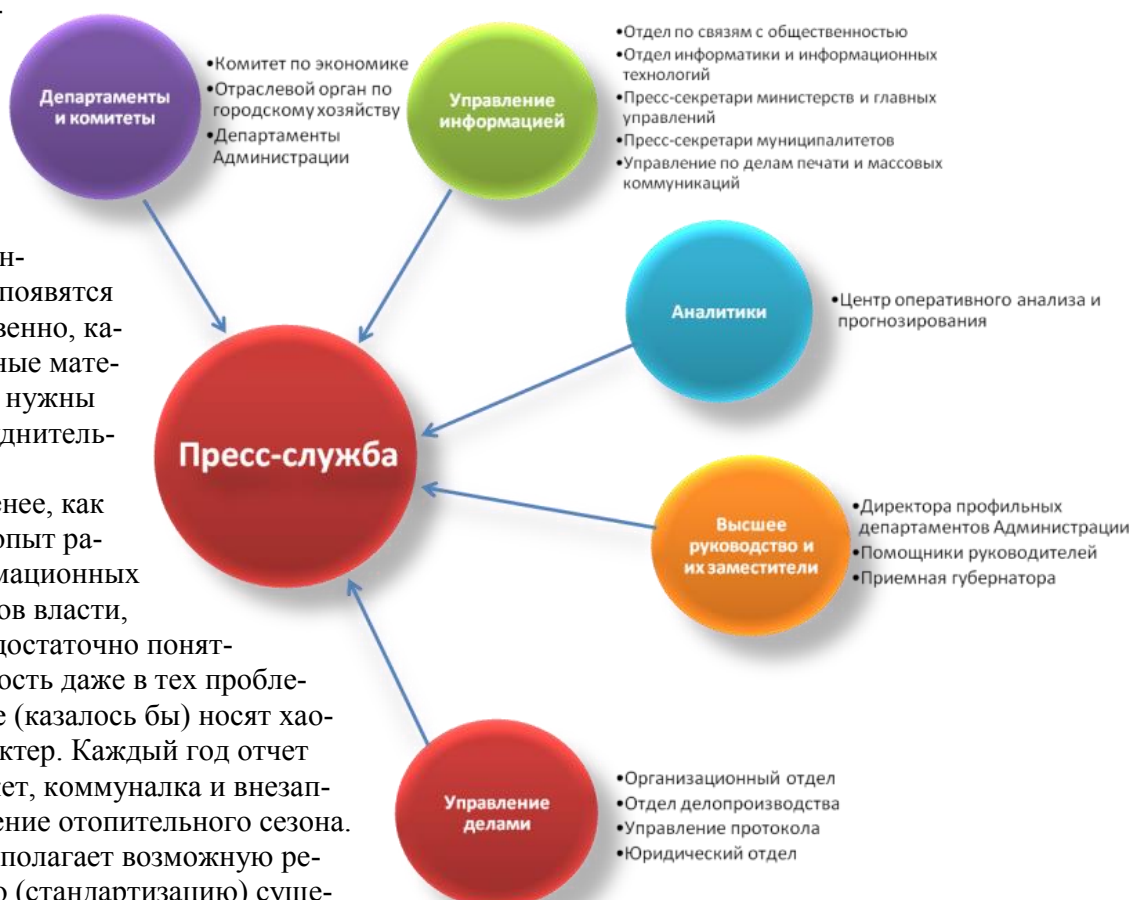 Департаменты
и комитеты
•Комитет по экономике
•Отраслевой орган по
городскому хозяйству
•Департаменты
Администрации
Управление
информацией
•Отдел по связям с общественностью
•Отдел информатики и информационных
технологий
•Пресс-секретари министерств и главных
управлений
•Пресс-секретари муниципалитетов
•Управление по делам печати и массовых
коммуникаций
Аналитики
•Центр оперативного анализа и
прогнозирования
Пресс-служба
Высшее
руководство и
их заместители
•Директора профильных
департаментов Администрации
•Помощники руководителей
•Приемная губернатора
Управление
делами
•Организационный отдел
•Отдел делопроизводства
•Управление протокола
•Юридический отдел
н-
появятся
венно, ка-
ные мате-
нужны
уднитель-
енее, как
опыт ра-
мационных
ов власти,
достаточно понят-
ость даже в тех пробле-
е (казалось бы) носят хао-
ктер. Каждый год отчет
ет, коммуналка и внезап-
ение отопительного сезона.
полагает возможную ре-
ю (стандартизацию) суще-